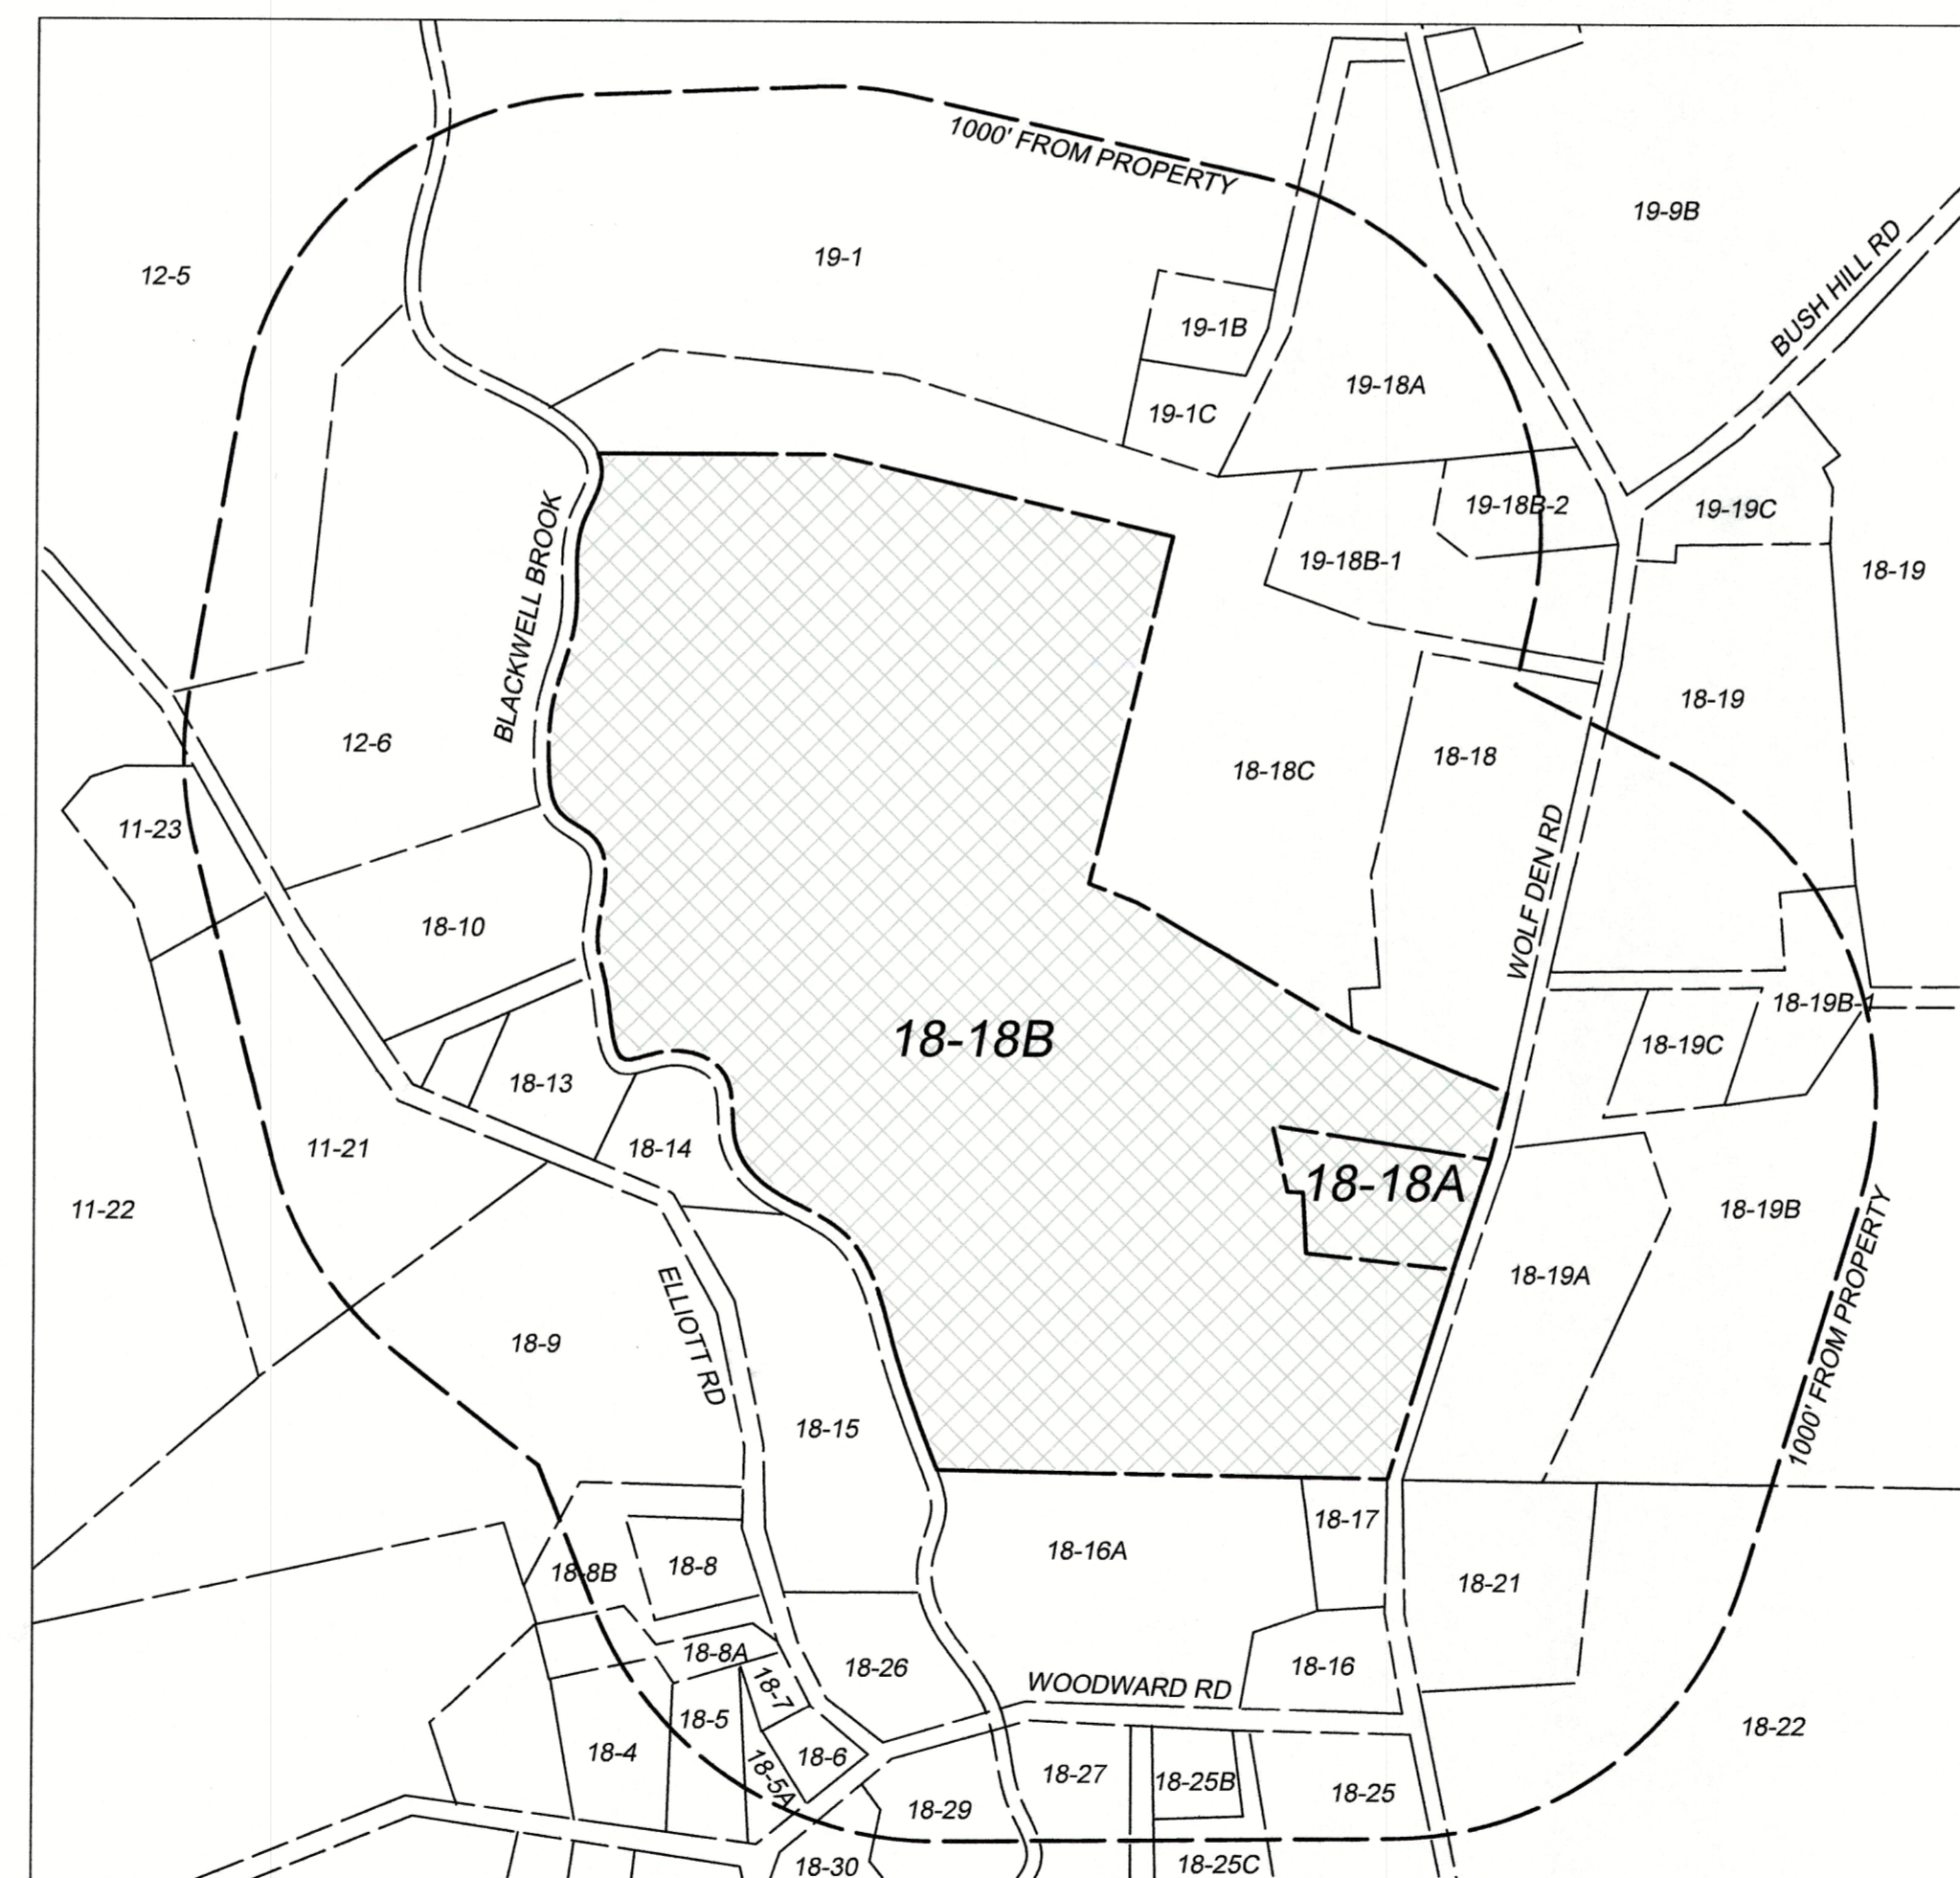 1000' FROM PROPERTY
19-9B
BUSH HILL RD
19-1
12-5
19-1B
19-18A
19-1C
19-18B-2
19-19C
BLACKWELL BROOK
19-18B-1
18-19
18-19
12-6
18-18
18-18C
11-23
WOLF DEN RD
18-10
18-19B-1
18-18B
18-19C
18-13
18-14
11-21
18-18A
11-22
18-19B
18-19A
1000' FROM PROPERTY
ELLIOTT RD
18-9
18-15
18-17
18-16A
18-8
18-8B
18-21
18-8A
18-26
18-16
18-7
WOODWARD RD
18-5
18-22
18-4
18-6
18-5A
18-27
18-25B
18-25
18-29
18-30
18-25C